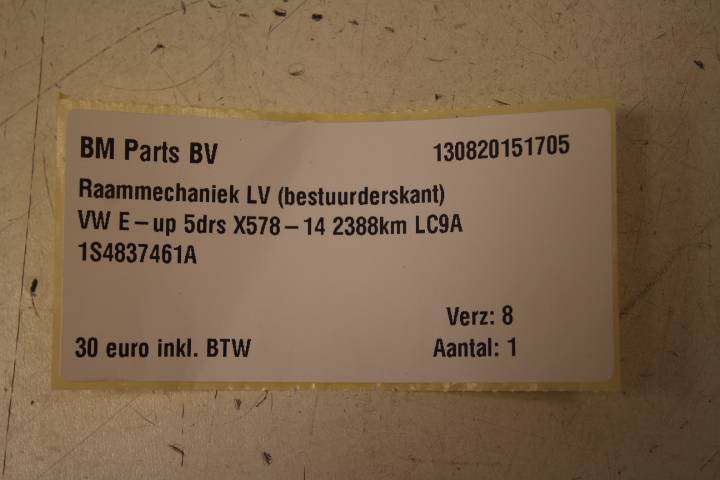 BM Parts BV 130820151705
Raammechaniek LV (bestuurderskant)
VW E-up 5drs X578-14 2388km LC9A
1S4837461A
Verz: 8
30 euro inkl. BTW Aantal: 1